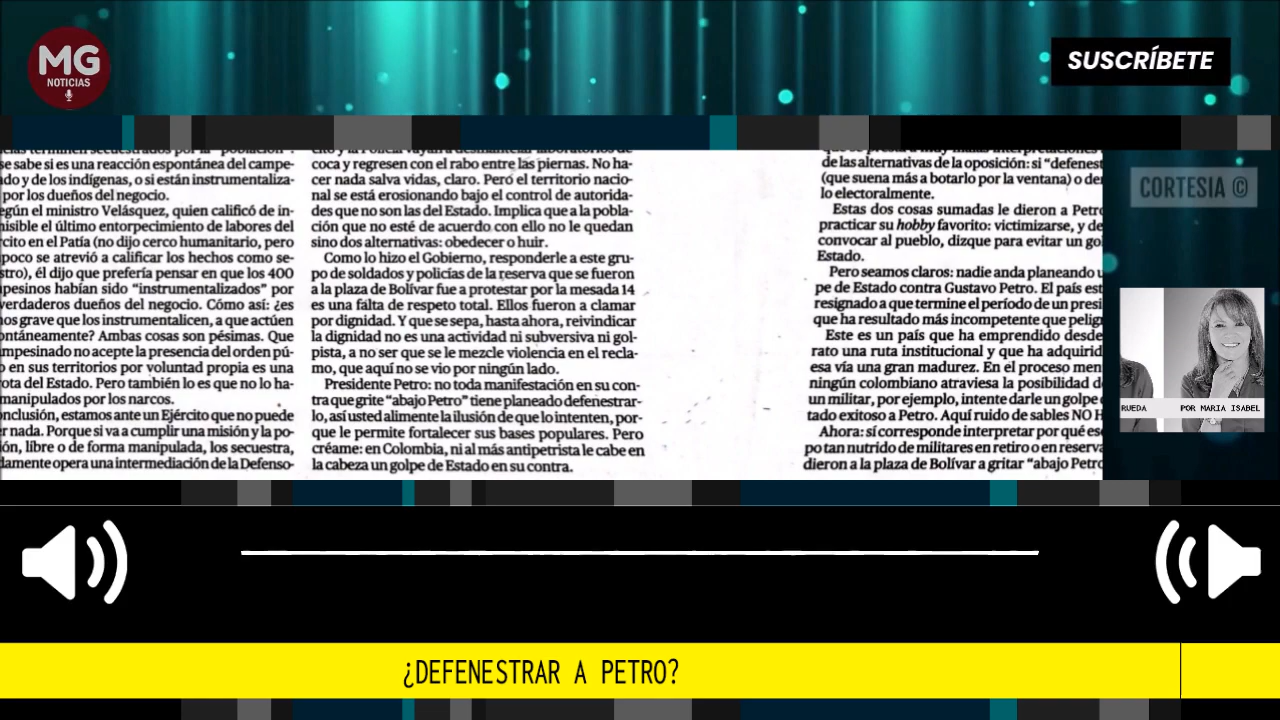 MG
NOTICIAS
SUSCRÍBETE
se sabe si es una reacción espontánea del campe-
ado y de los indígenas, o si están instrumentaliza-
por los dueños del negocio.
egún el ministro Velásquez, quien calificó de in-
nisible el último entorpecimiento de labores del
rcito en el Patía (no dijo cerco humanitario, pero
poco se atrevió a calificar los hechos como se-
stro), él dijo que prefería pensar en que los 400
npesinos habían sido “instrumentalizados” por
verdaderos dueños del negocio. Cómo así: ¿es
nos grave que los instrumentalicen, a que actúen
ontáneamente? Ambas cosas son pésimas. Que
mpesinado no acepte la presencia del orden pú-
o en sus territorios por voluntad propia es una
ota del Estado. Pero también lo es que no lo ha-
manipulados por los narcos.
onclusión, estamos ante un Ejército que no puede
r nada. Porque si va a cumplir una misión y la po-
ón, libre o de forma manipulada, los secuestra,
damente opera una intermediación de la Defenso-
coca y regresen con el rabo entre las piernas. No ha-
cer nada salva vidas, claro. Pero el territorio nacio-
nal se está erosionando bajo el control de autorida-
des que no son las del Estado. Implica que a la pobla-
ción que no esté de acuerdo con ello no le quedan
sino dos alternativas: obedecer o huir.
Como lo hizo el Gobierno, responderle a este gru-
po de soldados y policías de la reserva que se fueron
a la plaza de Bolívar fue a protestar por la mesada 14
es una falta de respeto total. Ellos fueron a clamar
por dignidad. Y que se sepa, hasta ahora, reivindicar
la dignidad no es una actividad ni subversiva ni gol-
pista, a no ser que se le mezcle violencia en el recla-
mo, que aquí no se vio por ningún lado.
Presidente Petro: no toda manifestación en su con-
tra que grite “abajo Petro” tiene planeado defenestrar-
lo, así usted alimente la ilusión de que lo intenten, por-
que le permite fortalecer sus bases populares. Pero
créame: en Colombia, ni al más antipetrista le cabe en
la cabeza un golpe de Estado en su contra.
de las alternativas de la oposición: si “defenest
(que suena más a botarlo por la ventana) o der
lo electoralmente.
Estas dos cosas sumadas le dieron a Petro
practicar su hobby favorito: victimizarse, y de
convocar al pueblo, dizque para evitar un go
Estado.
Pero seamos claros: nadie anda planeando u
pe de Estado contra Gustavo Petro. El país est
resignado a que termine el período de un presi
que ha resultado más incompetente que pelig
Este es un país que ha emprendido desde
rato una ruta institucional y que ha adquirid
esa vía una gran madurez. En el proceso men
ningún colombiano atraviesa la posibilidad d
un militar, por ejemplo, intente darle un golpe
tado exitoso a Petro. Aquí ruido de sables NO H
Ahora: sí corresponde interpretar por qué es
po tan nutrido de militares en retiro o en reserva
dieron a la plaza de Bolívar a gritar “abajo Petro
CORTESIA ©
RUEDA POR MARIA ISABEL
¿DEFENESTRAR A PETRO?